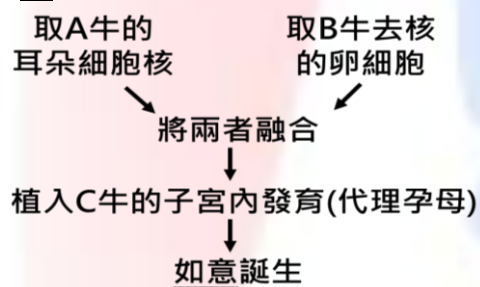 取A牛的
耳朵細胞核
取B牛去核
的卵細胞
將兩者融合
植入C牛的子宮內發育(代理孕母)
如意誕生